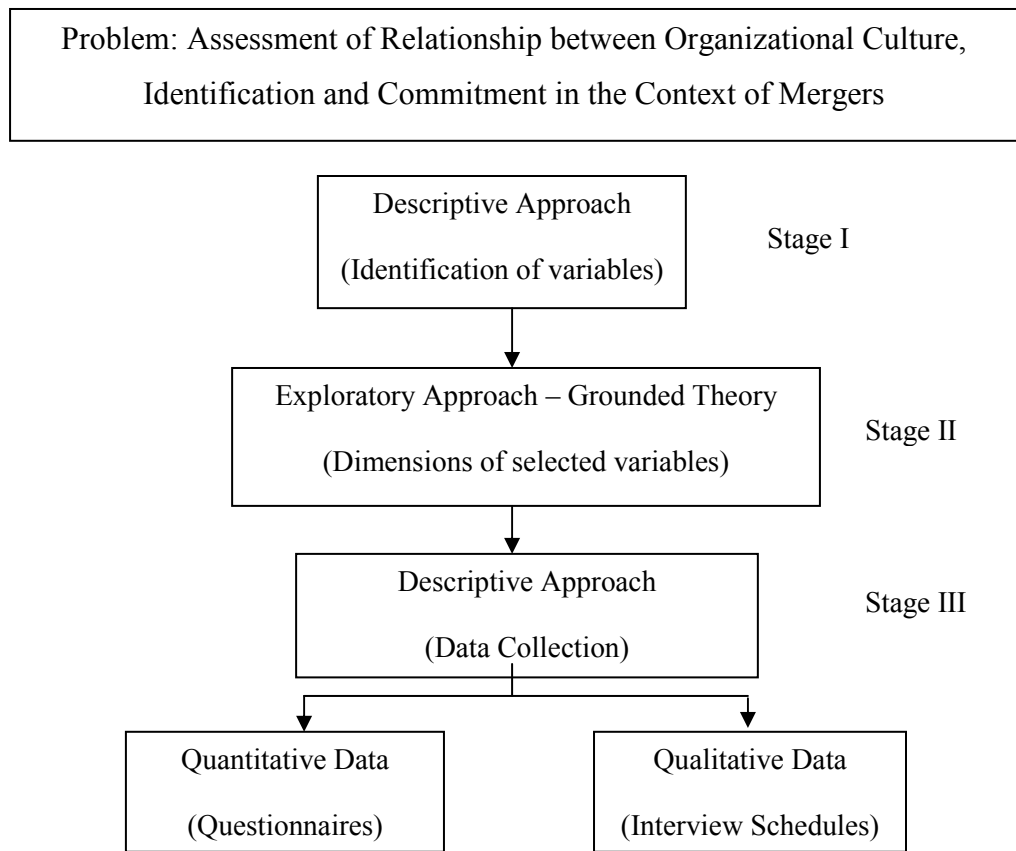 Problem: Assessment of Relationship between Organizational Culture,
Identification and Commitment in the Context of Mergers
Descriptive Approach
(Identification of variables)
Stage I
Exploratory Approach – Grounded Theory
(Dimensions of selected variables)
Stage II
Descriptive Approach
(Data Collection)
Stage III
Quantitative Data
(Questionnaires)
Qualitative Data
(Interview Schedules)